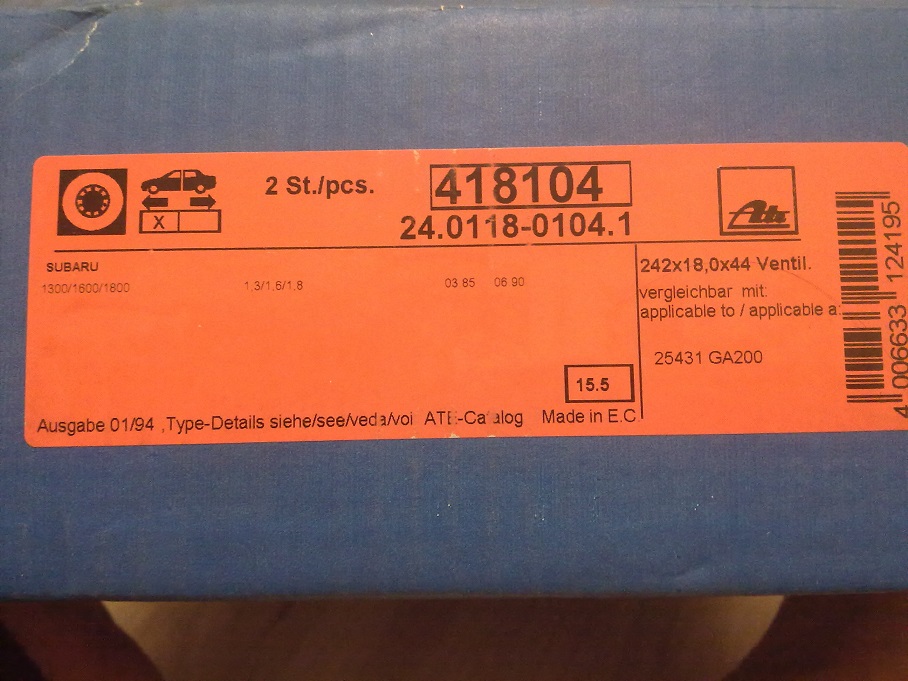 2 St./pcs.
418104
24.0118-0104.1
Ate
X
SUBARU
1300/1600/1800 1,3/1,6/1,8 03 85 06 90
242x18,0x44 Ventil.
vergleichbar mit:
applicable to / applicable a:
25431 GA200
15.5
Ausgabe 01/94 ,Type-Details siehe/see/veda/voi ATE-Catalog Made in E.C.
4 006633 124195